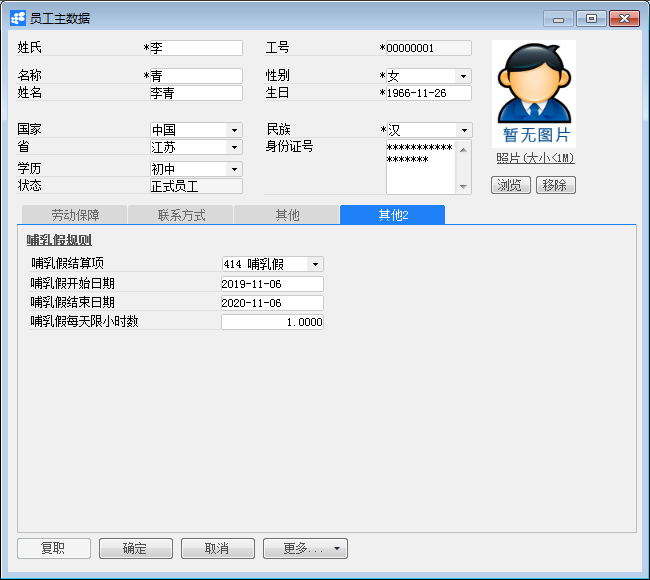 员工主数据
姓氏 *李 工号 *00000001
名称 *青 性别 *女
姓名 李青 生日 *1966-11-26
暂无图片
国家 中国 民族 *汉
省 江苏 身份证号 ***********
*******
照片(大小<1M)
学历 初中
状态 正式员工 浏览 移除
劳动保障 联系方式 其他 其他2
哺乳假规则
哺乳假结算项 414 哺乳假
哺乳假开始日期 2019-11-06
哺乳假结束日期 2020-11-06
哺乳假每天限小时数 1.0000
复职 确定 取消 更多...